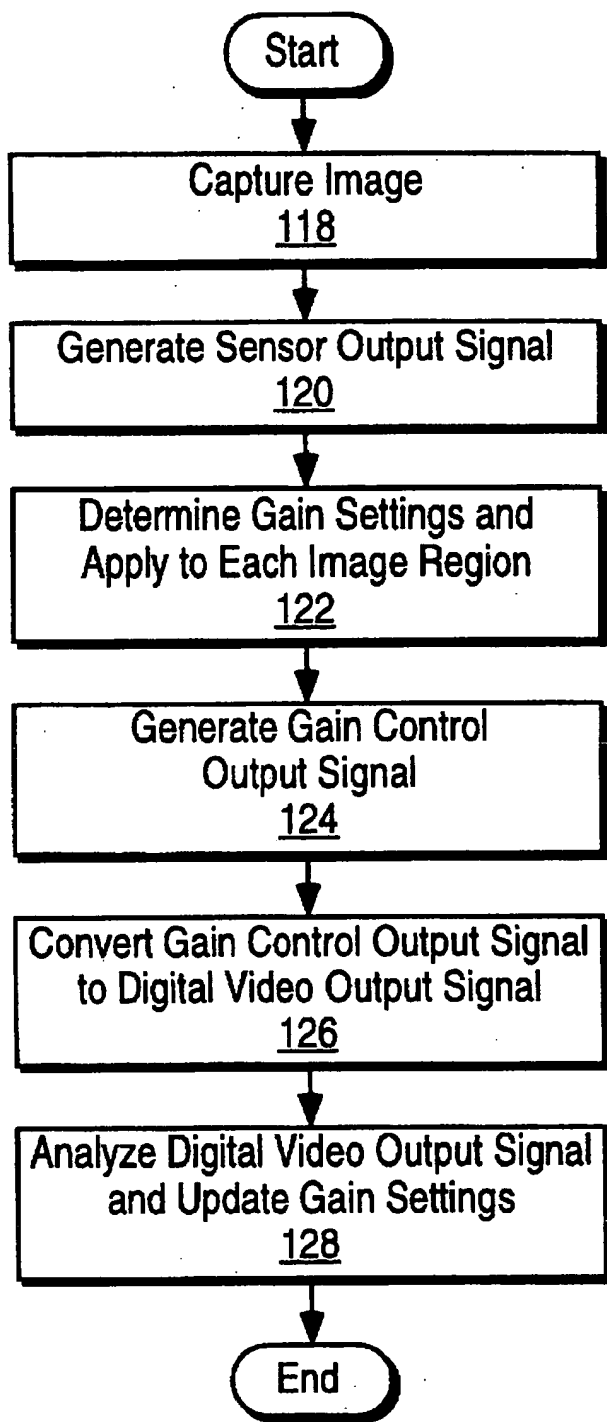 Start
Capture Image
118
Generate Sensor Output Signal
120
Determine Gain Settings and
Apply to Each Image Region
122
Generate Gain Control
Output Signal
124
Convert Gain Control Output Signal
to Digital Video Output Signal
126
Analyze Digital Video Output Signal
and Update Gain Settings
128
End